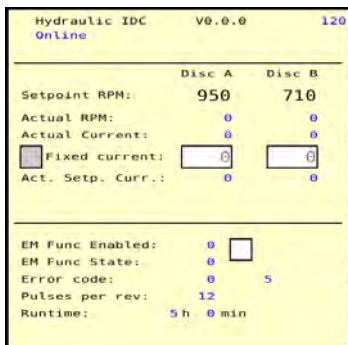 Hydraulic IDC V0.0.0 120
Online
Disc A Disc B
Setpoint RPM: 950 710
Actual RPM: 0 0
Actual Current: 0 0
Fixed current: 0 0
Act. Setp. Curr.: 0 0
EM Func Enabled: 0
EM Func State: 0
Error code: 0 5
Pulses per rev: 12
Runtime: 5 h 0 min